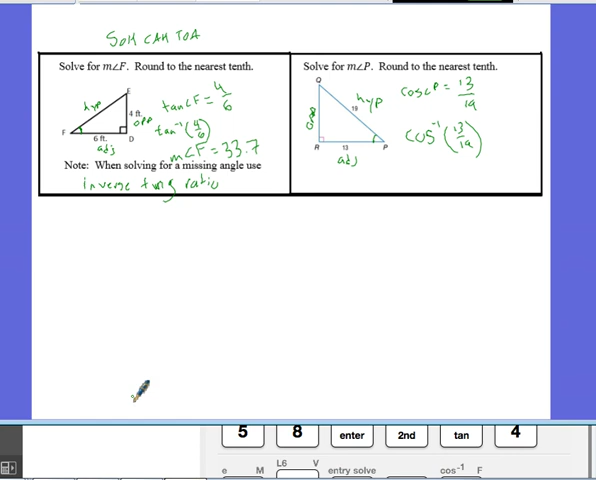 SOH CAH TOA
Solve for m∠F. Round to the nearest tenth.
E
hyp
4 ft.
opp
F
6 ft.
D
adj
tan∠F = 4/6
tan⁻¹(4/6)
m∠F = 33.7
Note: When solving for a missing angle use
inverse trig ratio
Solve for m∠P. Round to the nearest tenth.
Q
opp
19
hyp
R
13
P
adj
cos∠P = 13/19
cos⁻¹(13/19)
5 8 enter 2nd tan 4
e M L6 V entry solve cos⁻¹ F